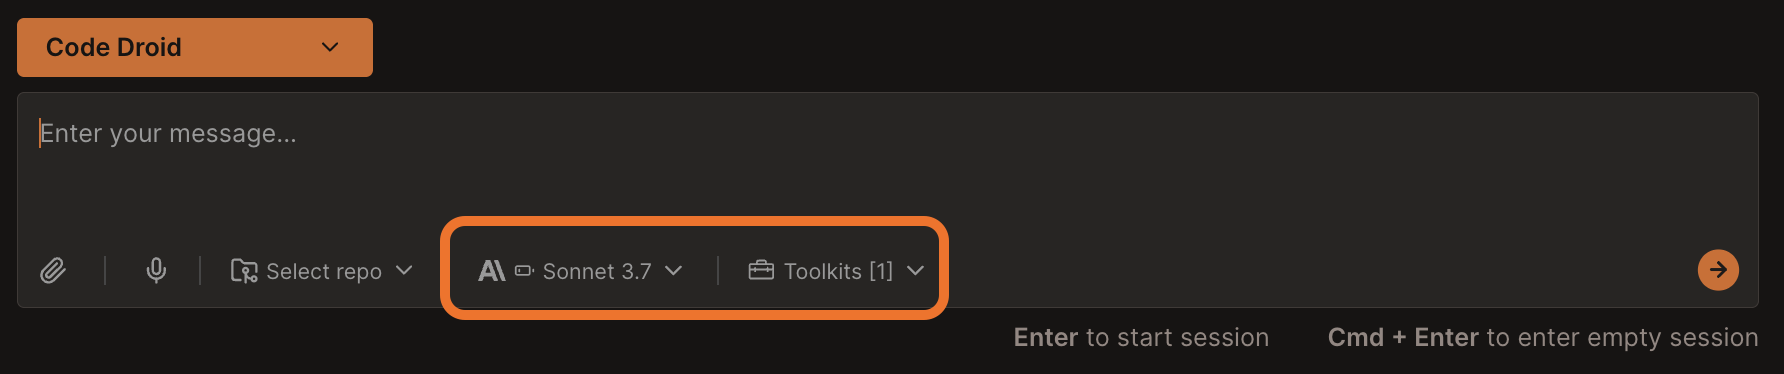 Code Droid
Enter your message...
Select repo
Sonnet 3.7
Toolkits [1]
Enter to start session
Cmd + Enter to enter empty session